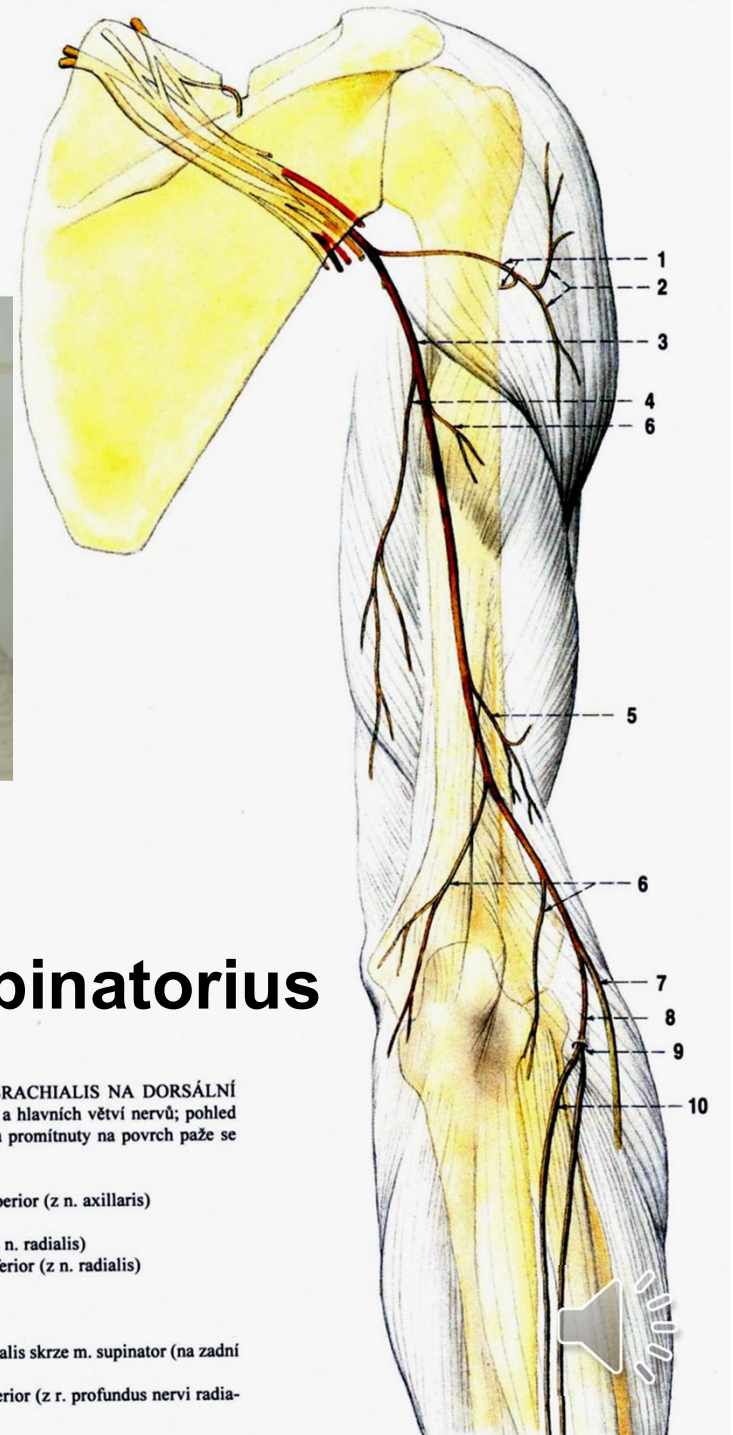 1
2
3
4
6
5
6
pinatorius
7
8
9
10
RACHIALIS NA DORSÁLNÍ
a hlavních větví nervů; pohled
promítnuty na povrch paže se
perior (z n. axillaris)
n. radialis)
erior (z n. radialis)
alis skrze m. supinator (na zadní
erior (z r. profundus nervi radia-